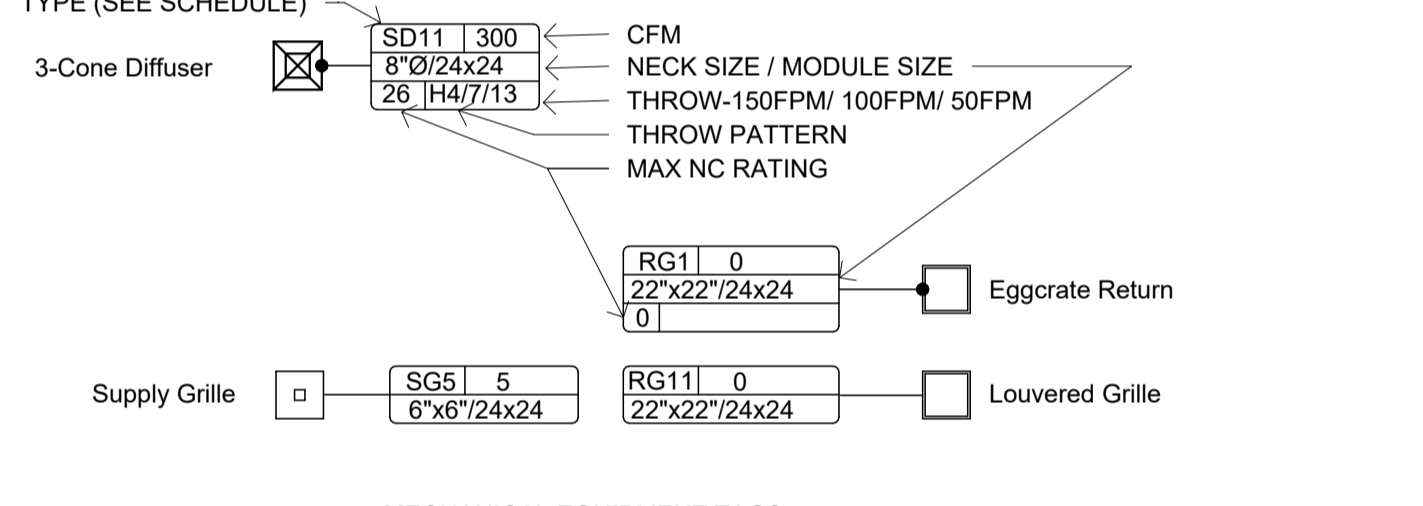 TYPE (SEE SCHEDULE)
3-Cone Diffuser
SD11 300
8"Ø/24x24
26 H4/7/13
CFM
NECK SIZE / MODULE SIZE
THROW-150FPM/ 100FPM/ 50FPM
THROW PATTERN
MAX NC RATING
RG1 0
22"x22"/24x24
0
Eggcrate Return
Supply Grille
SG5 5
6"x6"/24x24
RG11 0
22"x22"/24x24
Louvered Grille